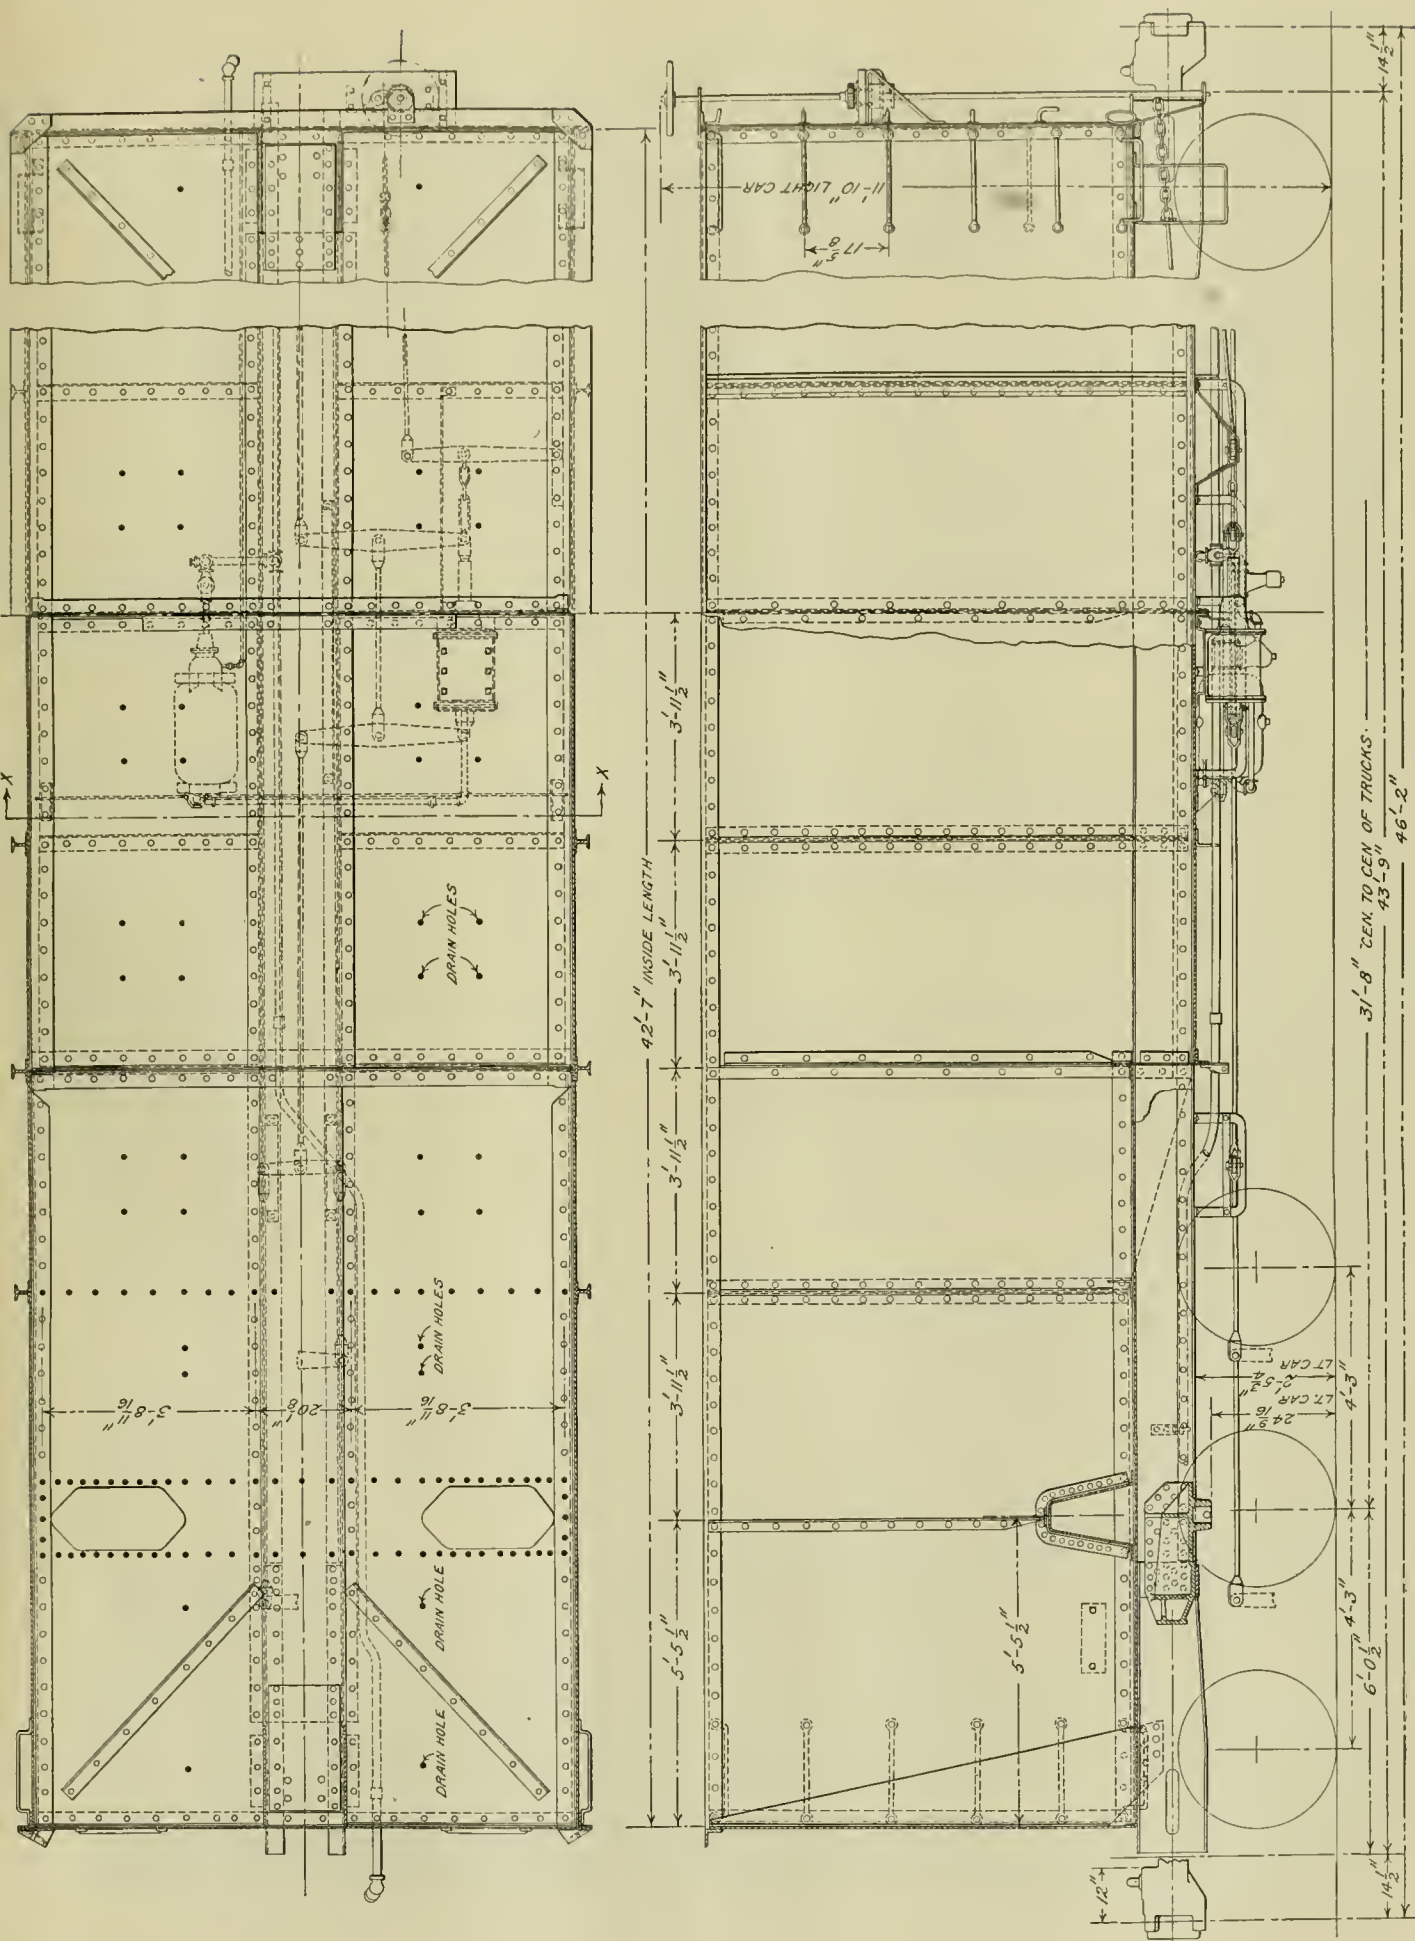 X
X
DRAIN HOLES
DRAIN HOLES
DRAIN HOLE
DRAIN HOLE
3'-8 11/16"
20 1/8"
3'-8 11/16"
42'-7" INSIDE LENGTH
3'-11 1/2"
3'-11 1/2"
3'-11 1/2"
3'-11 1/2"
5'-5 1/2"
5'-5 1/2"
11'-10" LIGHT CAR
17 5/8"
2'-5 3/4"
LT CAR
24 9/16"
LT CAR
4'-3"
4'-3"
6'-0 1/2"
31'-8" CEN. TO CEN OF TRUCKS.
43'-9"
46'-2"
14 1/2"
14 1/2"
12"